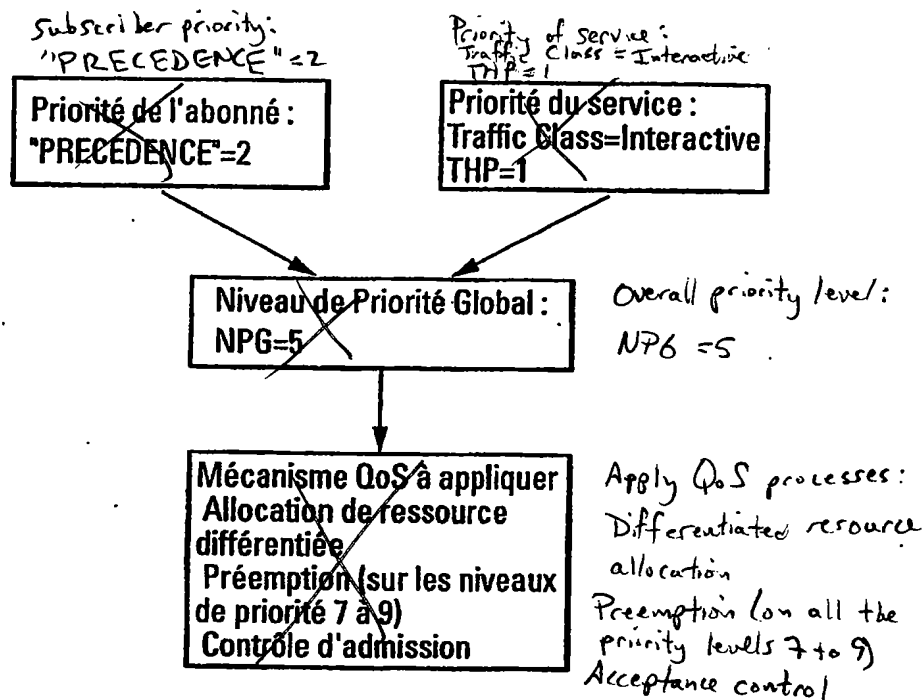 subscriber priority:
"PRECEDENCE"=2
Priority of service:
Traffic Class = Interactive
THP=1
Priorité de l'abonné :
"PRECEDENCE"=2
Priorité du service :
Traffic Class=Interactive
THP=1
Niveau de Priorité Global :
NPG=5
Overall priority level:
NPG =5
Mécanisme QoS à appliquer
Allocation de ressource
différentiée
Préemption (sur les niveaux
de priorité 7 à 9)
Contrôle d'admission
Apply QoS processes:
Differentiated resource
allocation
Preemption (on all the
priority levels 7 to 9)
Acceptance control